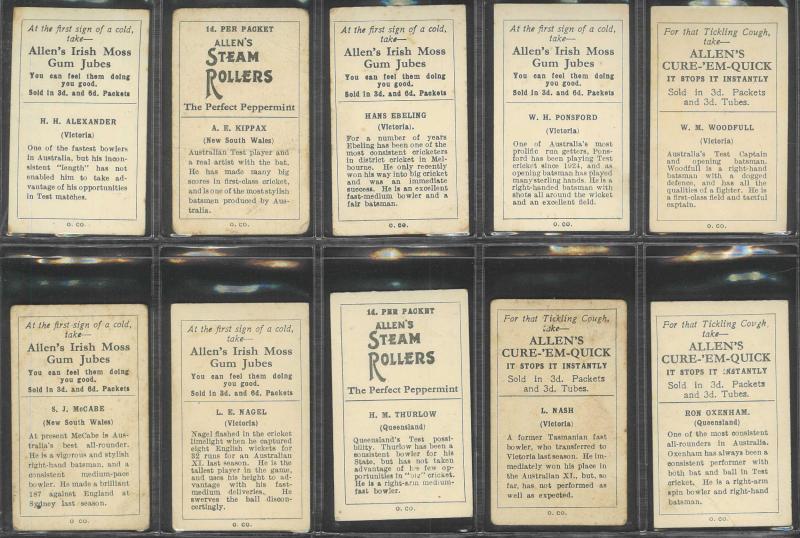 At the first sign of a cold,
take—
Allen's Irish Moss
Gum Jubes
You can feel them doing
you good.
Sold in 3d. and 6d. Packets
H. H. ALEXANDER
(Victoria)
One of the fastest bowlers
in Australia, but his incon-
sistent "length" has not
enabled him to take ad-
vantage of his opportunities
in Test matches.
O. CO.
1d. PER PACKET
ALLEN'S
STEAM
ROLLERS
The Perfect Peppermint
A. E. KIPPAX
(New South Wales)
Australian Test player and
a real artist with the bat.
He has made many big
scores in first-class cricket,
and is one of the most stylish
batsmen produced by Aus-
tralia.
O. CO.
At the first sign of a cold,
take—
Allen's Irish Moss
Gum Jubes
You can feel them doing
you good.
Sold in 3d. and 6d. Packets
HANS EBELING
(Victoria).
For a number of years
Ebeling has been one of the
most consistent cricketers
in district cricket in Mel-
bourne. He only recently
won his way into big cricket
and was an immediate
success. He is an excellent
fast-medium bowler and a
fair batsman.
O. CO.
At the first sign of a cold,
take—
Allen's Irish Moss
Gum Jubes
You can feel them doing
you good.
Sold in 3d. and 6d. Packets
W. H. PONSFORD
(Victoria)
One of Australia's most
prolific run getters, Pons-
ford has been playing Test
cricket since 1924, and as
opening batsman has played
many sterling hands. He is a
right-handed batsman with
shots all around the wicket
and an excellent field.
O. CO.
For that Tickling Cough,
take—
ALLEN'S
CURE-'EM-QUICK
IT STOPS IT INSTANTLY
Sold in 3d. Packets
and 3d. Tubes.
W. M. WOODFULL
(Victoria)
Australia's Test Captain
and opening batsman.
Woodfull is a right-hand
batsman with a dogged
defence, and has all the
qualities of a fighter. He
is a first-class field and tactful
captain.
O. CO.
At the first sign of a cold,
take—
Allen's Irish Moss
Gum Jubes
You can feel them doing
you good.
Sold in 3d. and 6d. Packets
S. J. McCABE
(New South Wales)
At present McCabe is Aus-
tralia's best all-rounder.
He is a vigorous and stylish
right-hand batsman, and a
consistent medium-pace
bowler. He made a brilliant
187 against England at
Sydney last season.
O. CO.
At the first sign of a cold,
take—
Allen's Irish Moss
Gum Jubes
You can feel them doing
you good.
Sold in 3d. and 6d. Packets
L. E. NAGEL
(Victoria)
Nagel flashed in the cricket
limelight when he captured
eight English wickets for
32 runs for an Australian
XI. last season. He is the
tallest player in the game,
and uses his height to ad-
vantage with his fast-
medium deliveries. He
swerves the ball discon-
certingly.
O. CO.
1d. PER PACKET
ALLEN'S
STEAM
ROLLERS
The Perfect Peppermint
H. M. THURLOW
(Queensland)
Queensland's Test possi-
bility. Thurlow has been a
consistent bowler for his
State, but has not taken
advantage of his few op-
portunities in "big" cricket.
He is a right-arm medium-
fast bowler.
O. CO.
For that Tickling Cough,
take—
ALLEN'S
CURE-'EM-QUICK
IT STOPS IT INSTANTLY
Sold in 3d. Packets
and 3d. Tubes.
L. NASH
(Victoria)
A former Tasmanian fast
bowler, who transferred to
Victoria last season. He im-
mediately won his place in
the Australian XI., but, so
far, has not performed as
well as expected.
O. CO.
For that Tickling Cough,
take—
ALLEN'S
CURE-'EM-QUICK
IT STOPS IT INSTANTLY
Sold in 3d. Packets
and 3d. Tubes.
RON OXENHAM.
(Queensland)
One of the most consistent
all-rounders in Australia.
Oxenham has always been a
consistent performer with
both bat and ball in Test
cricket. He is a right-arm
spin bowler and right-hand
batsman.
O. CO.